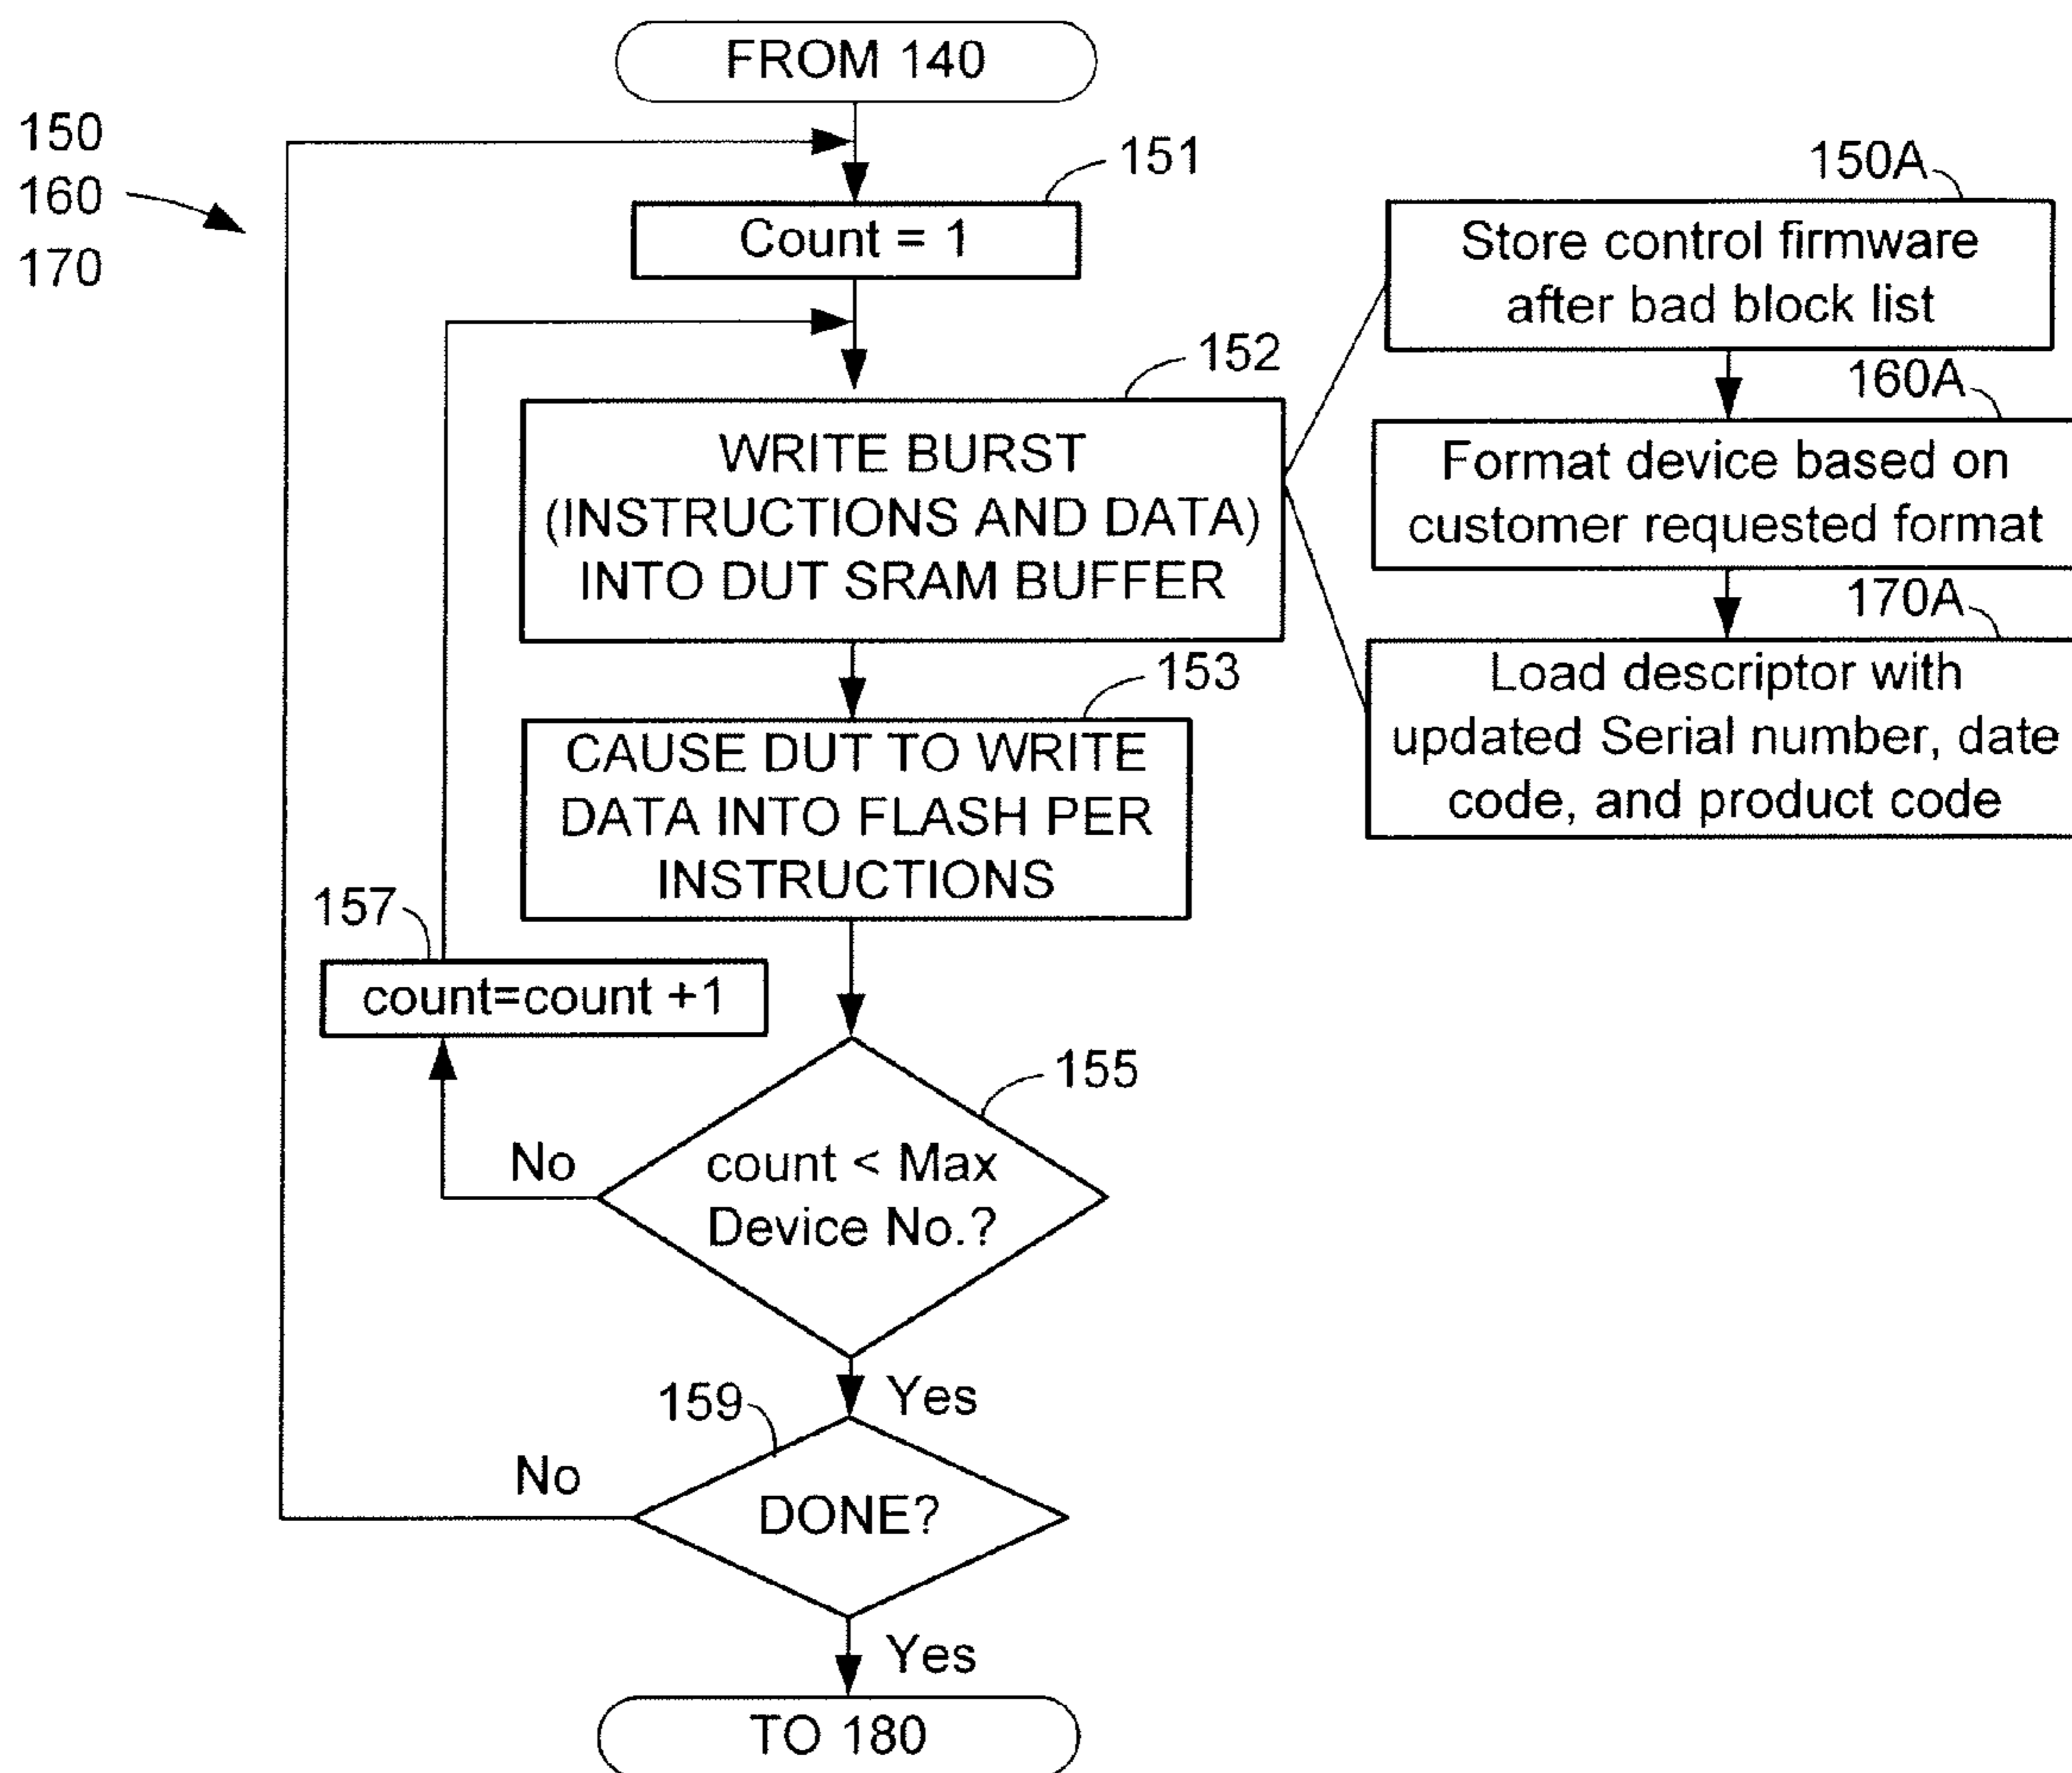 FROM 140
150
160
170
151
Count = 1
152
WRITE BURST
(INSTRUCTIONS AND DATA)
INTO DUT SRAM BUFFER
153
CAUSE DUT TO WRITE
DATA INTO FLASH PER
INSTRUCTIONS
157
count=count +1
155
No
count < Max
Device No.?
Yes
159
No
DONE?
Yes
TO 180
150A
Store control firmware
after bad block list
160A
Format device based on
customer requested format
170A
Load descriptor with
updated Serial number, date
code, and product code